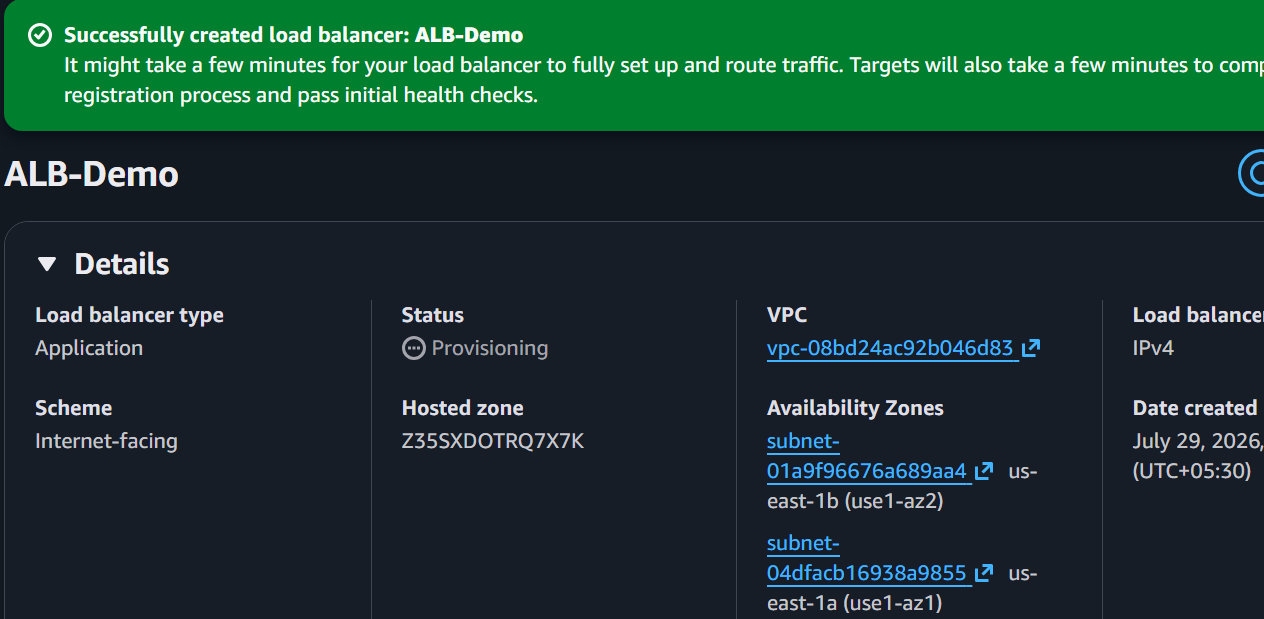 Successfully created load balancer: ALB-Demo
It might take a few minutes for your load balancer to fully set up and route traffic. Targets will also take a few minutes to comp
registration process and pass initial health checks.
ALB-Demo
Details
Load balancer type
Application
Scheme
Internet-facing
Status
Provisioning
Hosted zone
Z35SXDOTRQ7X7K
VPC
vpc-08bd24ac92b046d83
Availability Zones
subnet-
01a9f96676a689aa4 us-
east-1b (use1-az2)
subnet-
04dfacb16938a9855 us-
east-1a (use1-az1)
Load balancer
IPv4
Date created
July 29, 2026,
(UTC+05:30)